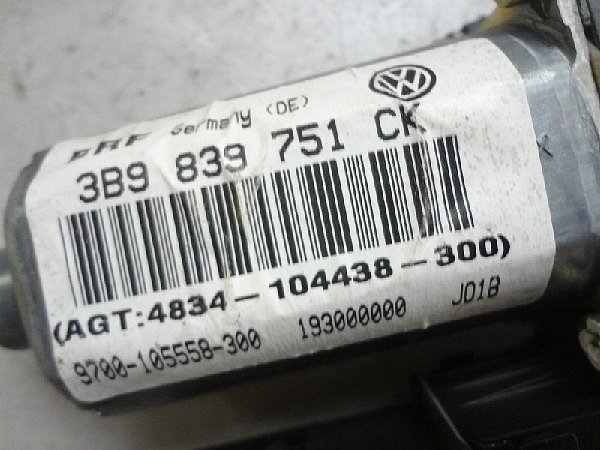 Germany (DE)
3B9 839 751 CK
(AGT:4834-104438-300)
9700-105558-300 193000000 J01B